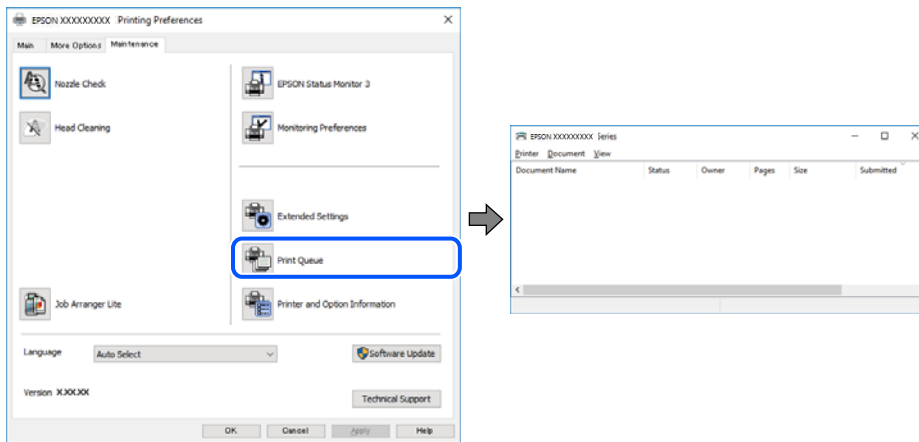 EPSON XXXXXXXXX Printing Preferences
Main More Options Maintenance
Nozzle Check
EPSON Status Monitor 3
Head Cleaning
Monitoring Preferences
Extended Settings
Print Queue
Job Arranger Lite
Printer and Option Information
Language Auto Select Software Update
Version X.XX.XX
Technical Support
OK Cancel Apply Help
EPSON XXXXXXXXX Series
Printer Document View
Document Name Status Owner Pages Size Submitted